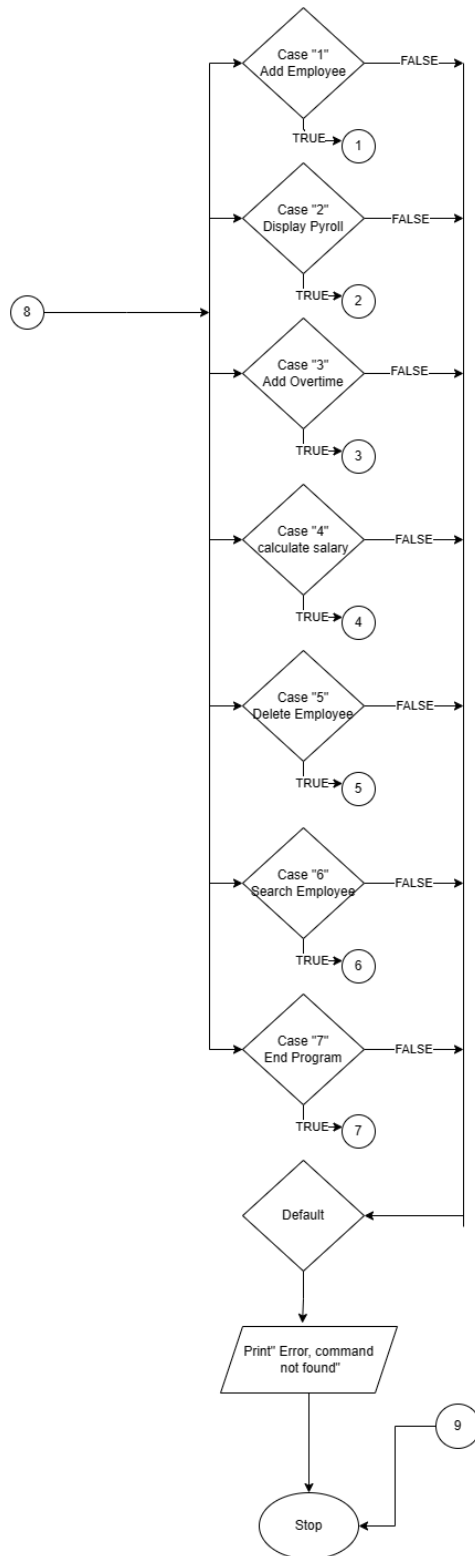 Case "1"
Add Employee
FALSE
TRUE
1
Case "2"
Display Pyroll
FALSE
TRUE
2
8
Case "3"
Add Overtime
FALSE
TRUE
3
Case "4"
calculate salary
FALSE
TRUE
4
Case "5"
Delete Employee
FALSE
TRUE
5
Case "6"
Search Employee
FALSE
TRUE
6
Case "7"
End Program
FALSE
TRUE
7
Default
Print" Error, command
not found"
9
Stop